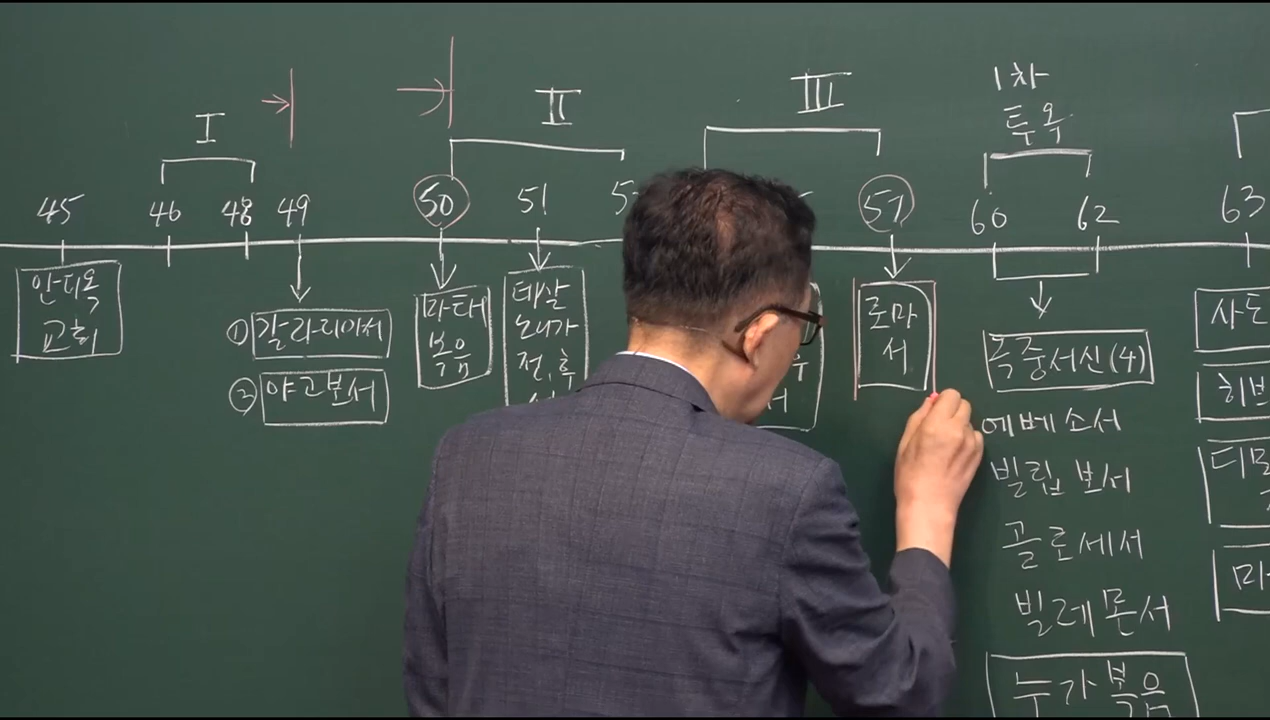 I
II
III
1차
투옥
45
46
48
49
50
51
57
60
62
63
안디옥
교회
① 갈라디아서
② 야고보서
마태
복음
데살
노니가
전,후
로마
서
옥중서신(4)
에베소서
빌립보서
골로새서
빌레몬서
누가복음